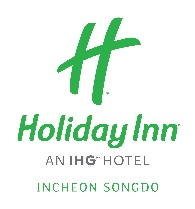 H
Holiday Inn®
AN IHG® HOTEL
INCHEON SONGDO